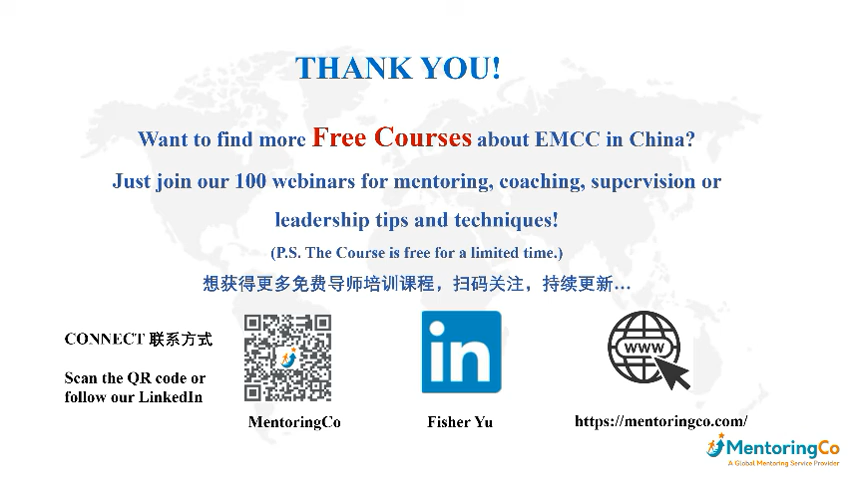 THANK YOU!
Want to find more Free Courses about EMCC in China?
Just join our 100 webinars for mentoring, coaching, supervision or
leadership tips and techniques!
(P.S. The Course is free for a limited time.)
想获得更多免费导师培训课程，扫码关注，持续更新...
CONNECT 联系方式
Scan the QR code or
follow our LinkedIn
in
www
MentoringCo
Fisher Yu
https://mentoringco.com/
MentoringCo
A Global Mentoring Service Provider